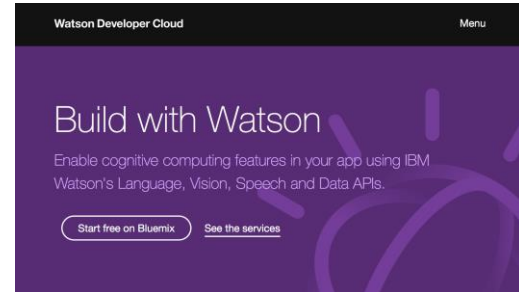 Watson Developer Cloud
Menu
Build with Watson
Enable cognitive computing features in your app using IBM
Watson's Language, Vision, Speech and Data APIs.
Start free on Bluemix
See the services